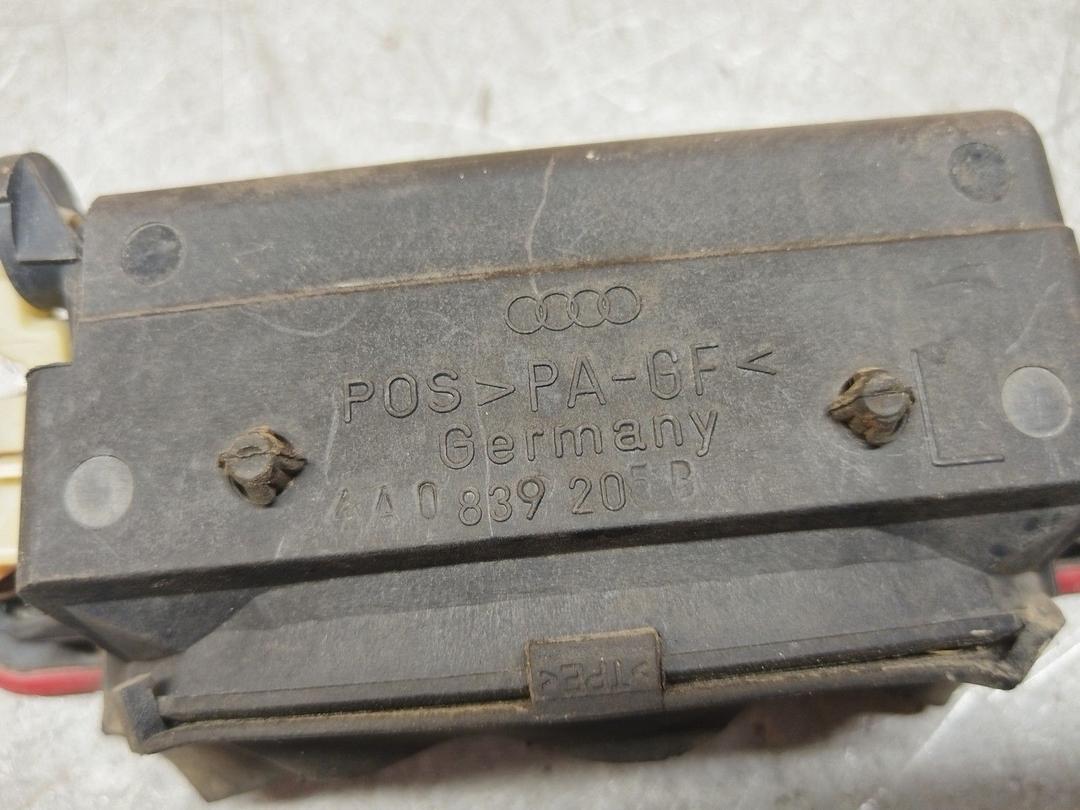 POS >PA-GF<
Germany
4A0 839 205 B
L
>TPE<